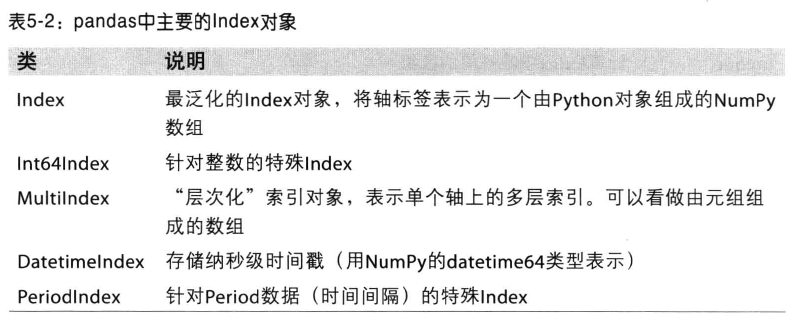 表5-2：pandas中主要的Index对象
类 说明
Index 最泛化的Index对象，将轴标签表示为一个由Python对象组成的NumPy
数组
Int64Index 针对整数的特殊Index
MultiIndex “层次化”索引对象，表示单个轴上的多层索引。可以看做由元组组
成的数组
DatetimeIndex 存储纳秒级时间戳（用NumPy的datetime64类型表示）
PeriodIndex 针对Period数据（时间间隔）的特殊Index